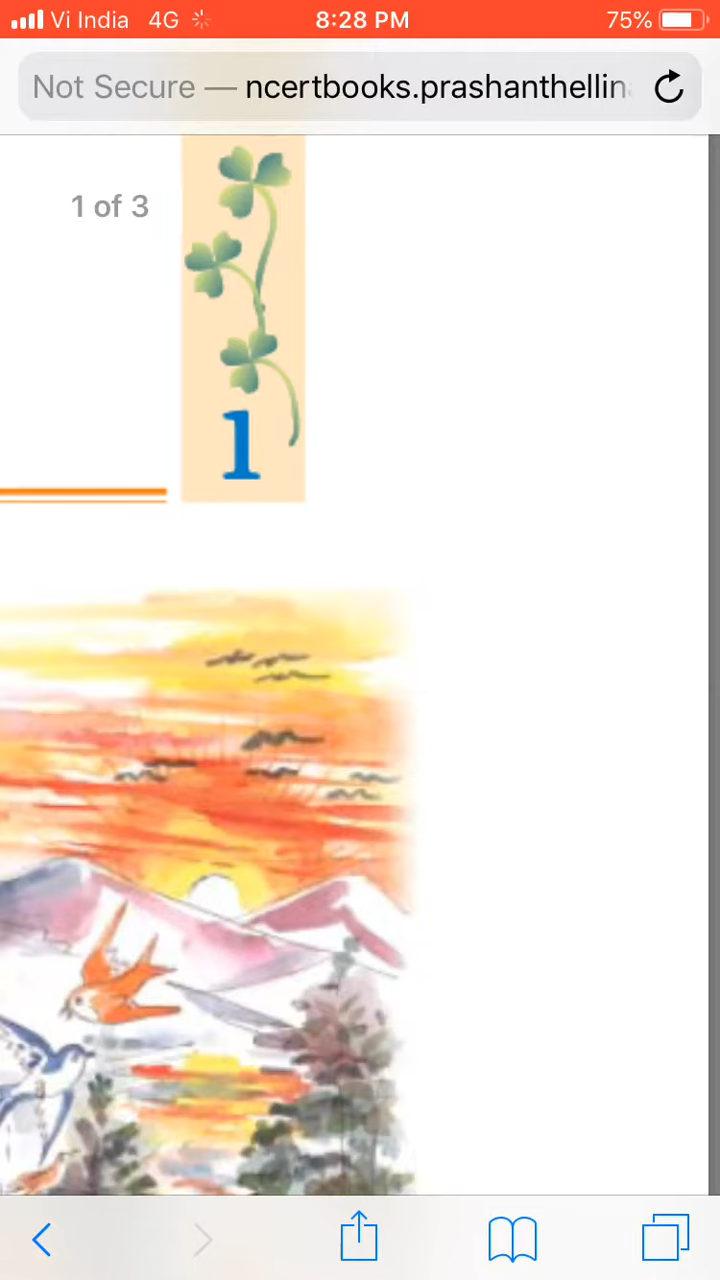 Vi India 4G 8:28 PM 75%
Not Secure — ncertbooks.prashanthellin
1 of 3
1